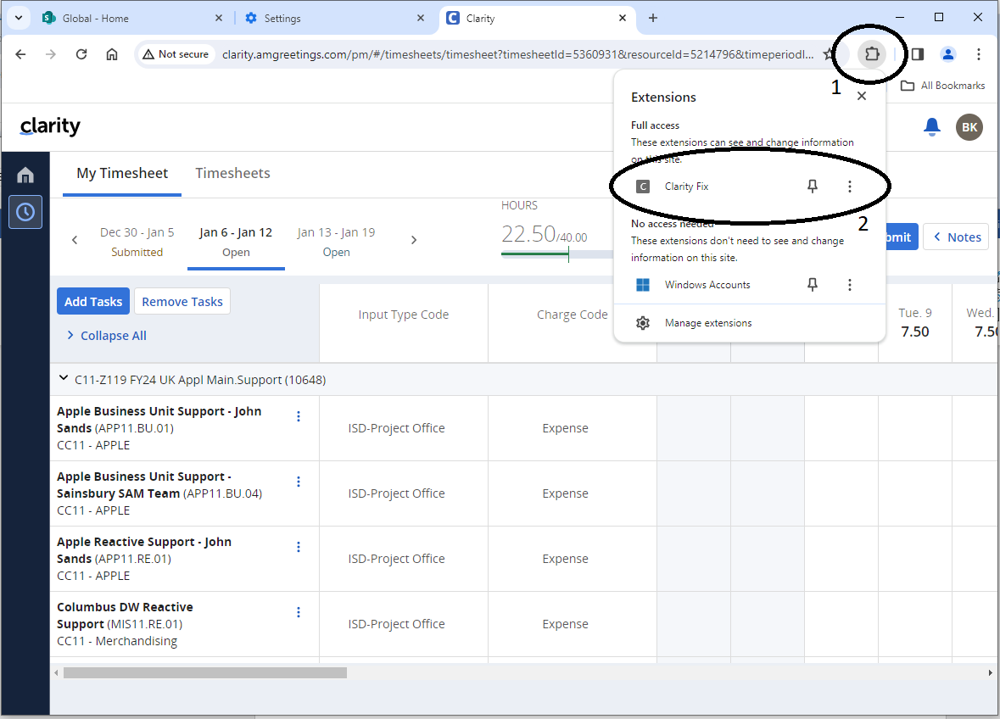 Global - Home
Settings
Clarity
Not secure
clarity.amgreetings.com/pm/#/timesheets/timesheet?timesheetId=5360931&resourceId=5214796&timeperiodI...
1
All Bookmarks
Extensions
Full access
These extensions can see and change information
on this site.
C Clarity Fix
2
No access needed
These extensions don't need to see and change
information on this site.
Windows Accounts
Manage extensions
clarity
BK
My Timesheet
Timesheets
Dec 30 - Jan 5
Submitted
Jan 6 - Jan 12
Open
Jan 13 - Jan 19
Open
HOURS
22.50/40.00
bmit
Notes
Add Tasks
Remove Tasks
Collapse All
Input Type Code
Charge Code
Tue. 9
7.50
Wed.
7.50
C11-Z119 FY24 UK Appl Main.Support (10648)
Apple Business Unit Support - John
Sands (APP11.BU.01)
CC11 - APPLE
ISD-Project Office
Expense
Apple Business Unit Support -
Sainsbury SAM Team (APP11.BU.04)
CC11 - APPLE
ISD-Project Office
Expense
Apple Reactive Support - John
Sands (APP11.RE.01)
CC11 - APPLE
ISD-Project Office
Expense
Columbus DW Reactive
Support (MIS11.RE.01)
CC11 - Merchandising
ISD-Project Office
Expense